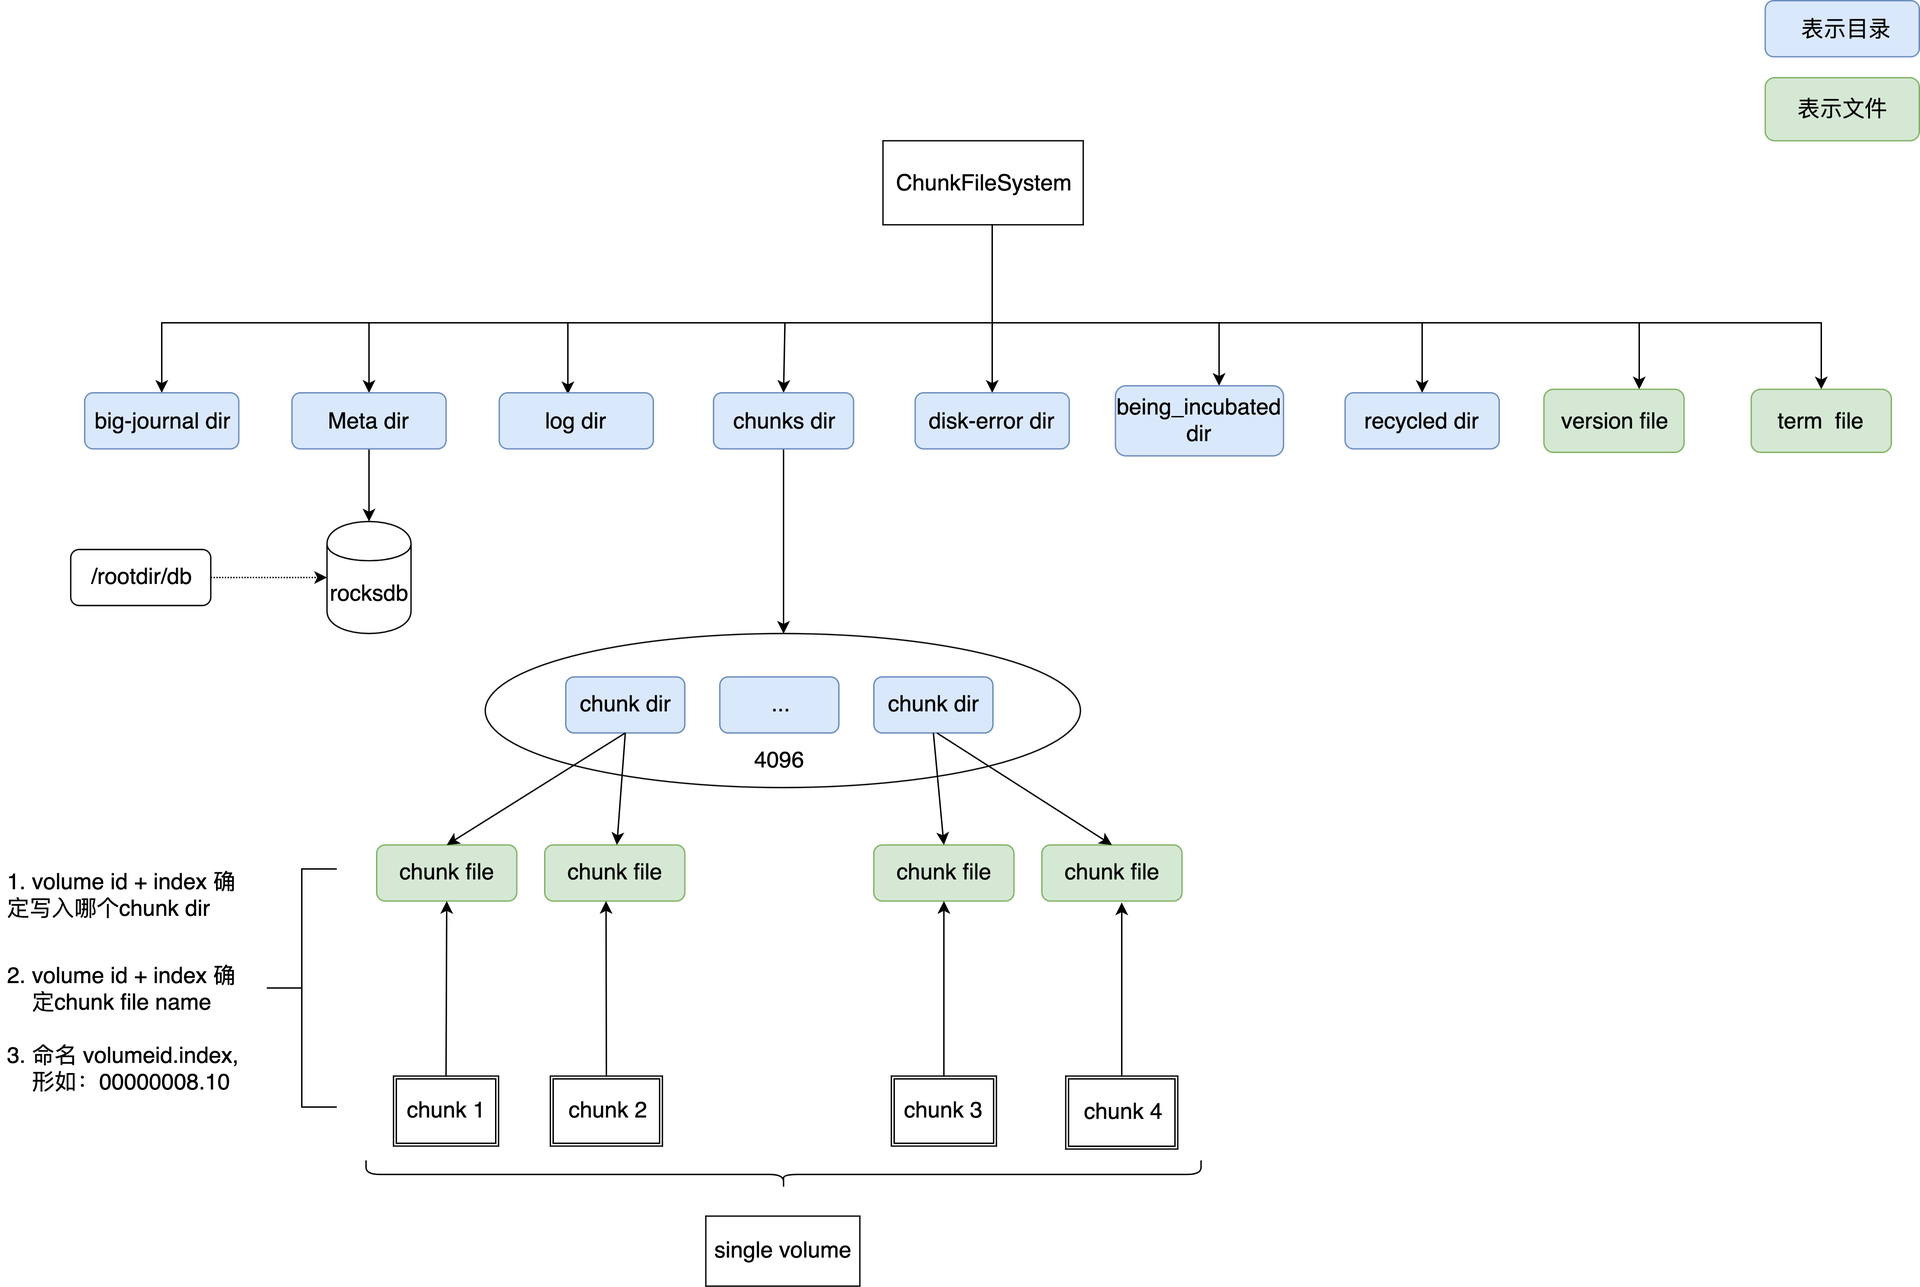 表示目录
表示文件
ChunkFileSystem
big-journal dir
Meta dir
log dir
chunks dir
disk-error dir
being_incubated
dir
recycled dir
version file
term  file
/rootdir/db
rocksdb
chunk dir
...
chunk dir
4096
chunk file
chunk file
chunk file
chunk file
1. volume id + index 确
定写入哪个chunk dir
2. volume id + index 确
定chunk file name
3. 命名 volumeid.index,
形如：00000008.10
chunk 1
chunk 2
chunk 3
chunk 4
single volume